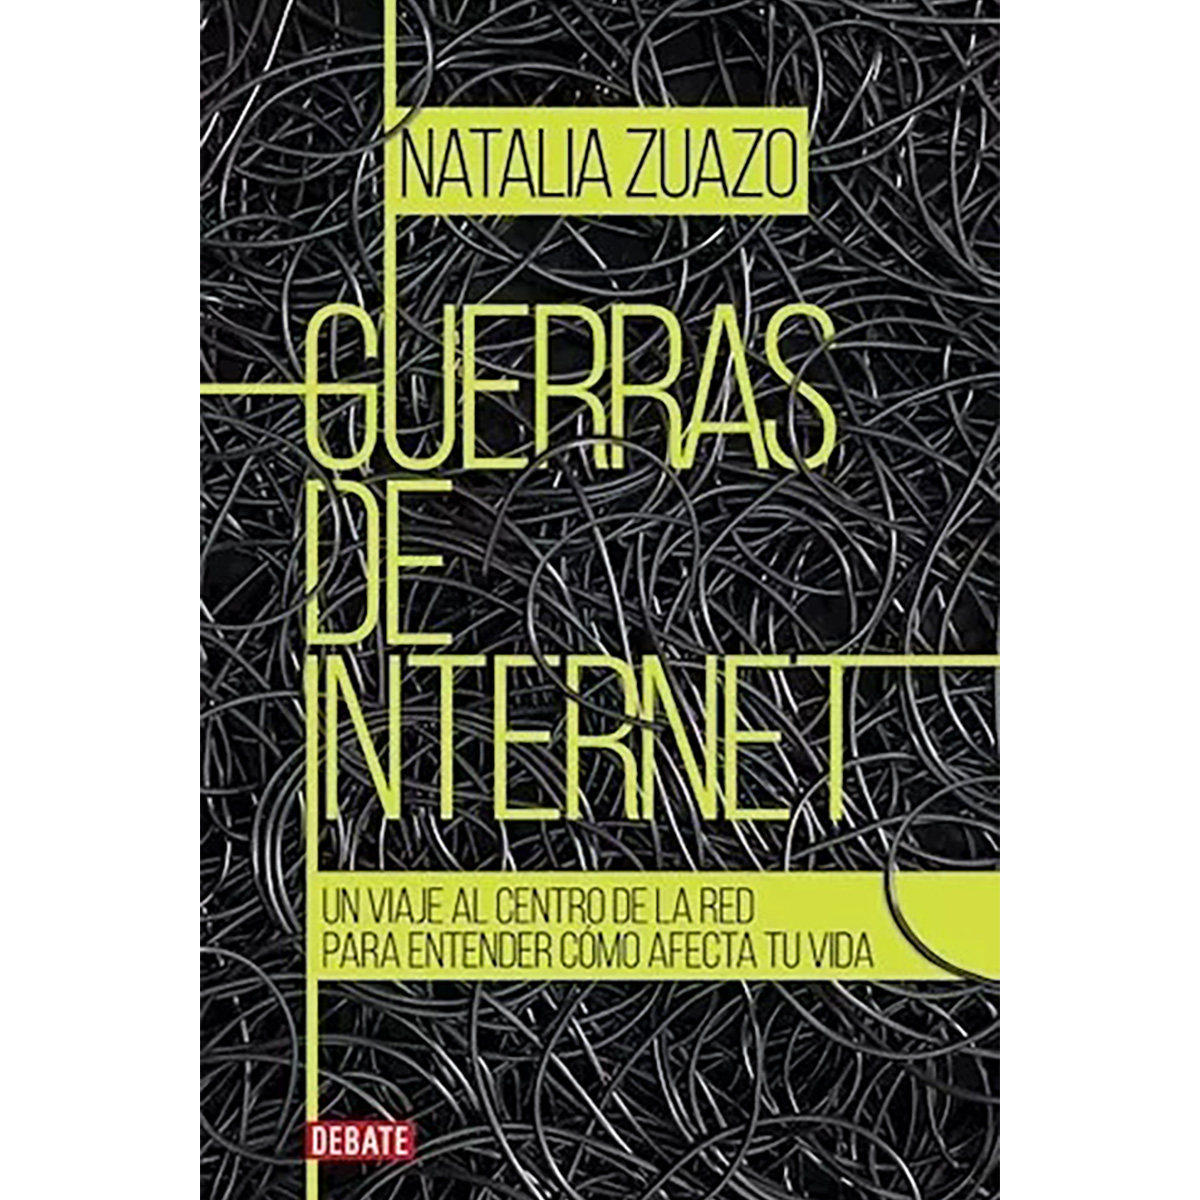 NATALIA ZUAZO
GUERRAS
DE
INTERNET
UN VIAJE AL CENTRO DE LA RED
PARA ENTENDER CÓMO AFECTA TU VIDA
DEBATE